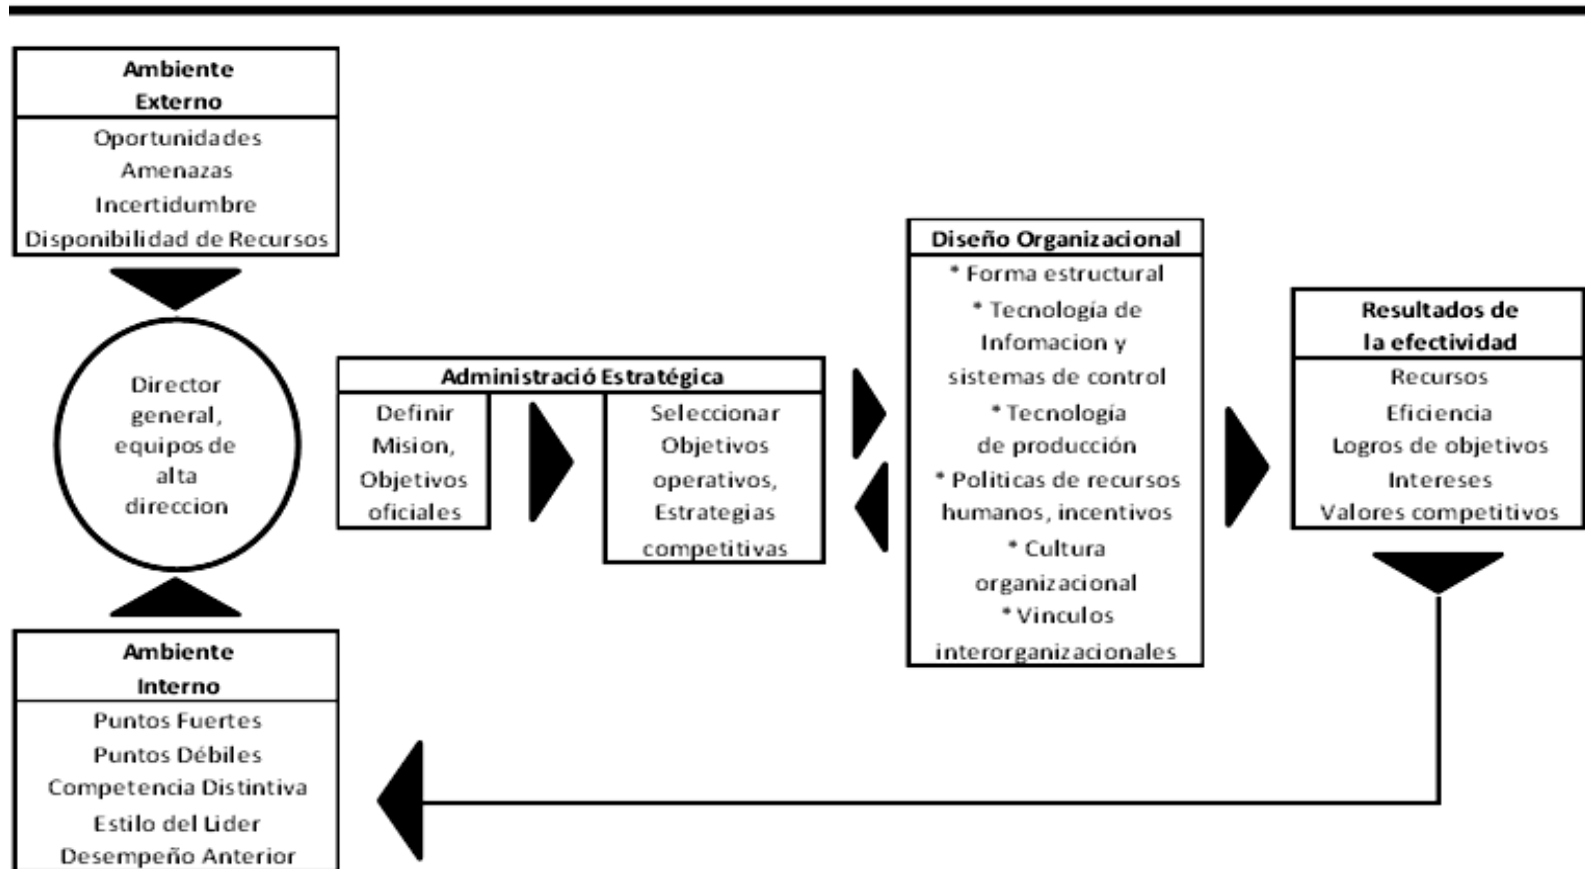 Ambiente
Externo
Oportunidades
Amenazas
Incertidumbre
Disponibilidad de Recursos
Director
general,
equipos de
alta
direccion
Ambiente
Interno
Puntos Fuertes
Puntos Débiles
Competencia Distintiva
Estilo del Lider
Desempeño Anterior
Administració Estratégica
Definir
Mision,
Objetivos
oficiales
Seleccionar
Objetivos
operativos,
Estrategias
competitivas
Diseño Organizacional
* Forma estructural
* Tecnología de
Infomacion y
sistemas de control
* Tecnología
de producción
* Politicas de recursos
humanos, incentivos
* Cultura
organizacional
* Vinculos
interorganizacionales
Resultados de
la efectividad
Recursos
Eficiencia
Logros de objetivos
Intereses
Valores competitivos